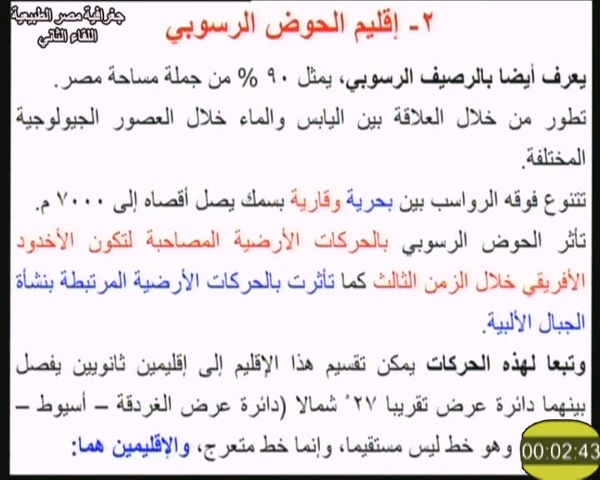 جغرافية مصر الطبيعية
اللقاء الثاني
٢- إقليم الحوض الرسوبي
يعرف أيضا بالرصيف الرسوبي، يمثل ٩٠ % من جملة مساحة مصر.
تطور من خلال العلاقة بين اليابس والماء خلال العصور الجيولوجية
المختلفة.
تتنوع فوقه الرواسب بين بحرية وقارية بسمك يصل أقصاه إلى ٧٠٠٠ م.
تأثر الحوض الرسوبي بالحركات الأرضية المصاحبة لتكون الأخدود
الأفريقي خلال الزمن الثالث كما تأثرت بالحركات الأرضية المرتبطة بنشأة
الجبال الألبية.
وتبعا لهذه الحركات يمكن تقسيم هذا الإقليم إلى إقليمين ثانويين يفصل
بينهما دائرة عرض تقريبا ٢٧° شمالا (دائرة عرض الغردقة – أسيوط –
وهو خط ليس مستقيما، وإنما خط متعرج، والإقليمين هما:
00:02:43